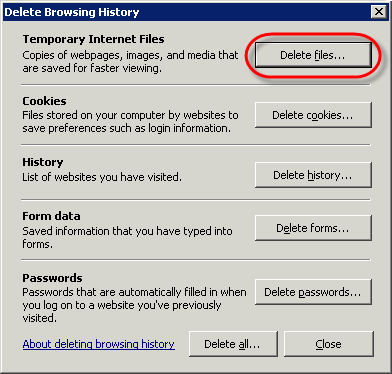 Delete Browsing History
Temporary Internet Files
Copies of webpages, images, and media that
are saved for faster viewing.
Delete files...
Cookies
Files stored on your computer by websites to
save preferences such as login information.
Delete cookies...
History
List of websites you have visited.
Delete history...
Form data
Saved information that you have typed into
forms.
Delete forms...
Passwords
Passwords that are automatically filled in when
you log on to a website you've previously
visited.
Delete passwords...
About deleting browsing history
Delete all...
Close